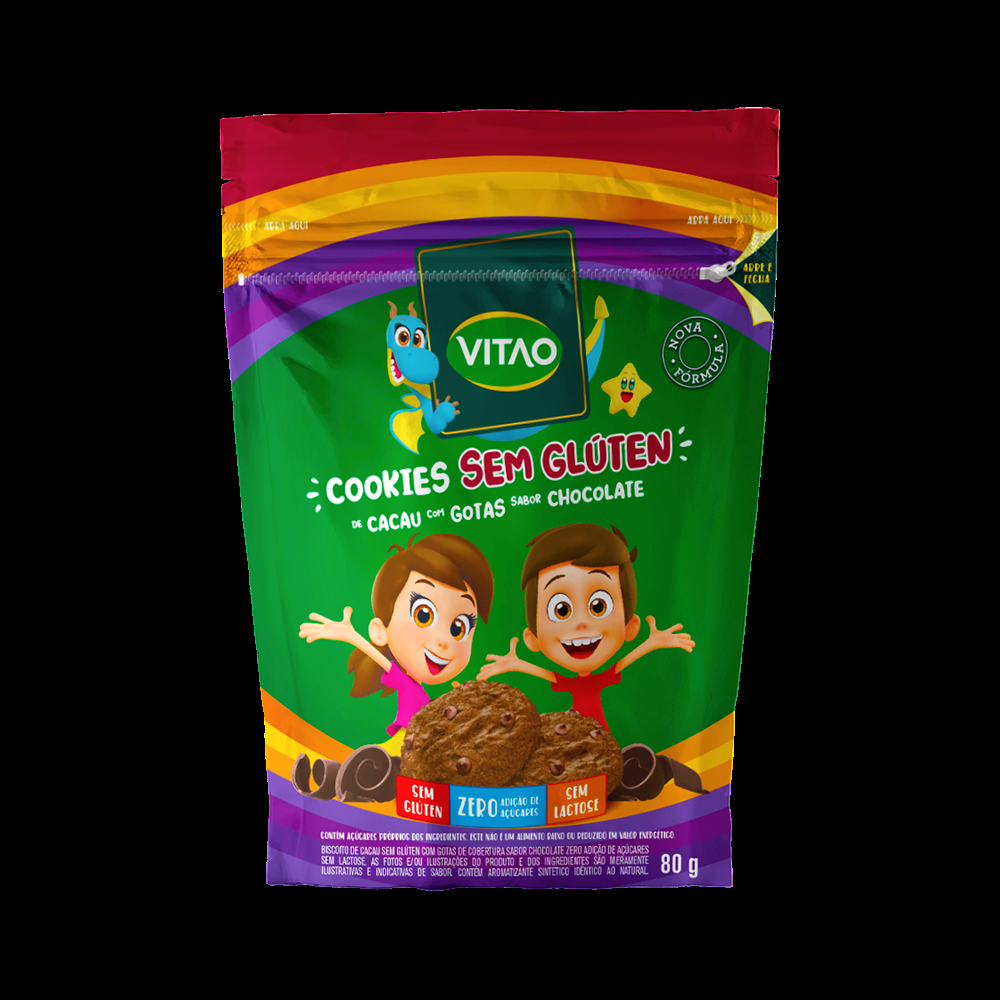 ABRA AQUI
ABRA AQUI
ABRE E
FECHA
VITAO
NOVA
FÓRMULA
COOKIES SEM GLÚTEN
DE CACAU COM GOTAS SABOR CHOCOLATE
SEM
GLÚTEN
ZERO ADIÇÃO DE
AÇÚCARES
SEM
LACTOSE
CONTÉM AÇÚCARES PRÓPRIOS DOS INGREDIENTES. ESTE NÃO É UM ALIMENTO BAIXO OU REDUZIDO EM VALOR ENERGÉTICO.
BISCOITO DE CACAU SEM GLÚTEN COM GOTAS DE COBERTURA SABOR CHOCOLATE ZERO ADIÇÃO DE AÇÚCARES
SEM LACTOSE. AS FOTOS E/OU ILUSTRAÇÕES DO PRODUTO E DOS INGREDIENTES SÃO MERAMENTE
ILUSTRATIVAS E INDICATIVAS DE SABOR. CONTÉM AROMATIZANTE SINTÉTICO IDÊNTICO AO NATURAL.
80 g